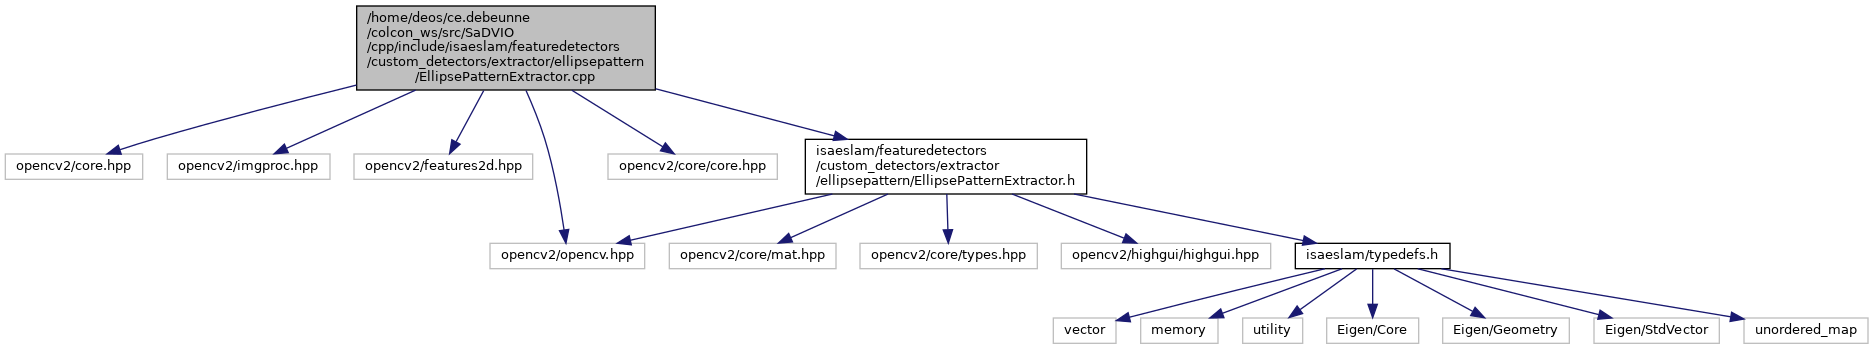 /home/deos/ce.debeunne
/colcon_ws/src/SaDVIO
/cpp/include/isaeslam/featuredetectors
/custom_detectors/extractor/ellipsepattern
/EllipsePatternExtractor.cpp
opencv2/core.hpp
opencv2/imgproc.hpp
opencv2/features2d.hpp
opencv2/core/core.hpp
isaeslam/featuredetectors
/custom_detectors/extractor
/ellipsepattern/EllipsePatternExtractor.h
opencv2/opencv.hpp
opencv2/core/mat.hpp
opencv2/core/types.hpp
opencv2/highgui/highgui.hpp
isaeslam/typedefs.h
vector
memory
utility
Eigen/Core
Eigen/Geometry
Eigen/StdVector
unordered_map